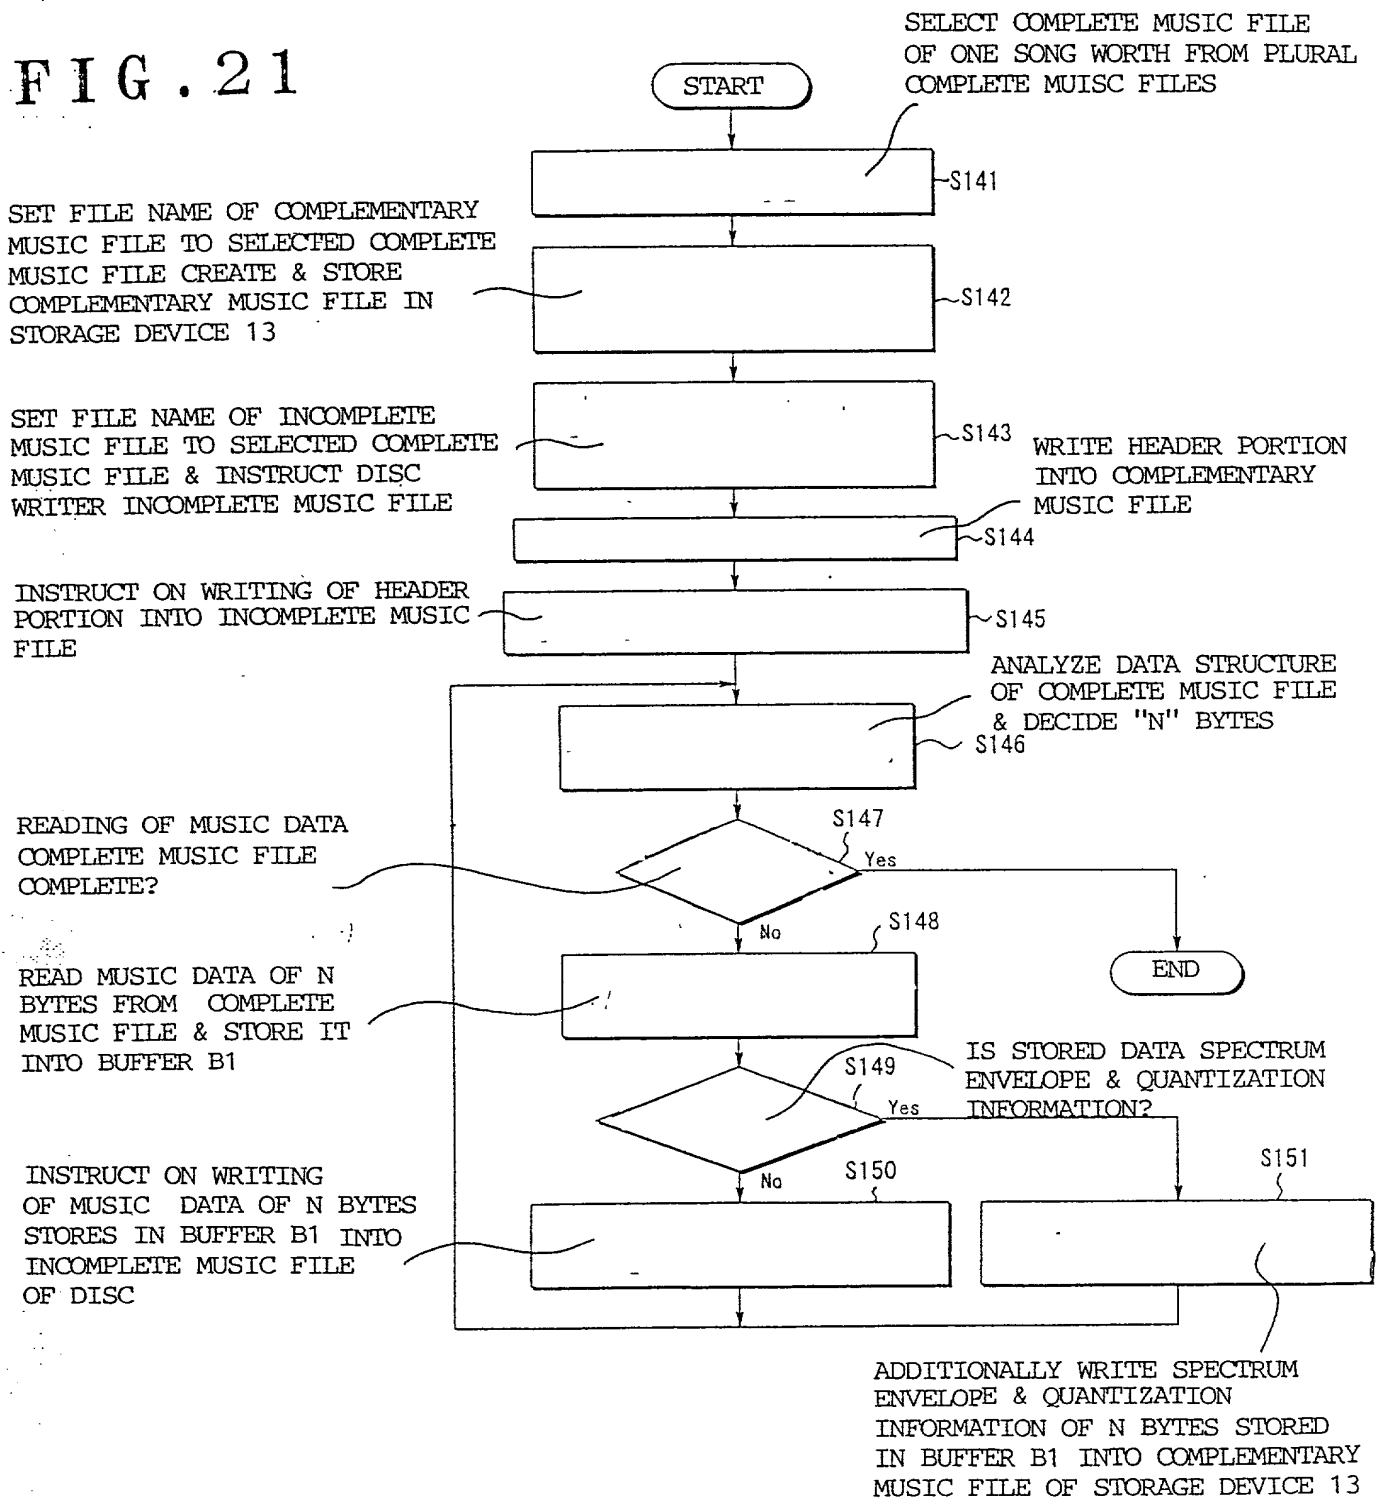 FIG.21
SELECT COMPLETE MUSIC FILE
OF ONE SONG WORTH FROM PLURAL
COMPLETE MUISC FILES
START
S141
SET FILE NAME OF COMPLEMENTARY
MUSIC FILE TO SELECTED COMPLETE
MUSIC FILE CREATE & STORE
COMPLEMENTARY MUSIC FILE IN
STORAGE DEVICE 13
S142
SET FILE NAME OF INCOMPLETE
MUSIC FILE TO SELECTED COMPLETE
MUSIC FILE & INSTRUCT DISC
WRITER INCOMPLETE MUSIC FILE
S143
WRITE HEADER PORTION
INTO COMPLEMENTARY
MUSIC FILE
S144
INSTRUCT ON WRITING OF HEADER
PORTION INTO INCOMPLETE MUSIC
FILE
S145
ANALYZE DATA STRUCTURE
OF COMPLETE MUSIC FILE
& DECIDE "N" BYTES
S146
READING OF MUSIC DATA
COMPLETE MUSIC FILE
COMPLETE?
S147
Yes
No
END
READ MUSIC DATA OF N
BYTES FROM COMPLETE
MUSIC FILE & STORE IT
INTO BUFFER B1
S148
IS STORED DATA SPECTRUM
ENVELOPE & QUANTIZATION
INFORMATION?
S149
Yes
No
INSTRUCT ON WRITING
OF MUSIC DATA OF N BYTES
STORES IN BUFFER B1 INTO
INCOMPLETE MUSIC FILE
OF DISC
S150
S151
ADDITIONALLY WRITE SPECTRUM
ENVELOPE & QUANTIZATION
INFORMATION OF N BYTES STORED
IN BUFFER B1 INTO COMPLEMENTARY
MUSIC FILE OF STORAGE DEVICE 13